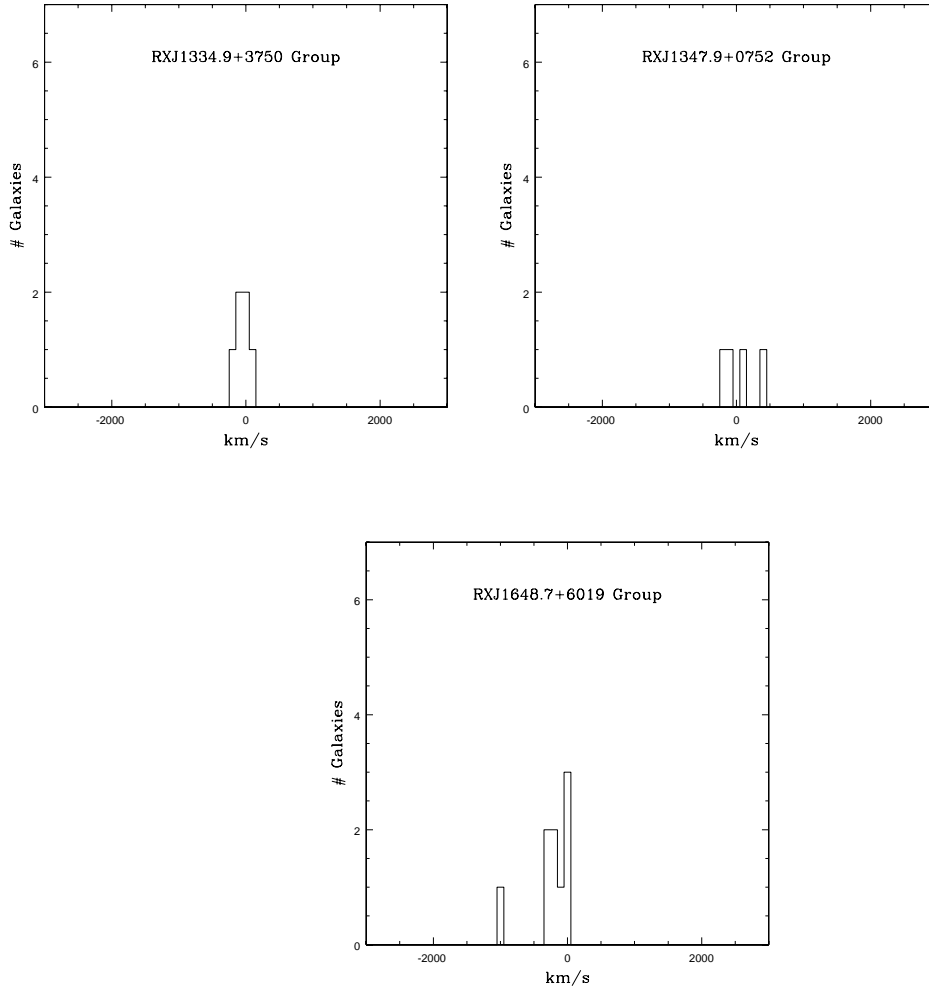 RXJ1334.9+3750 Group
# Galaxies
6
4
2
0
-2000 0 2000
km/s
RXJ1347.9+0752 Group
# Galaxies
6
4
2
0
-2000 0 2000
km/s
RXJ1648.7+6019 Group
# Galaxies
6
4
2
0
-2000 0 2000
km/s